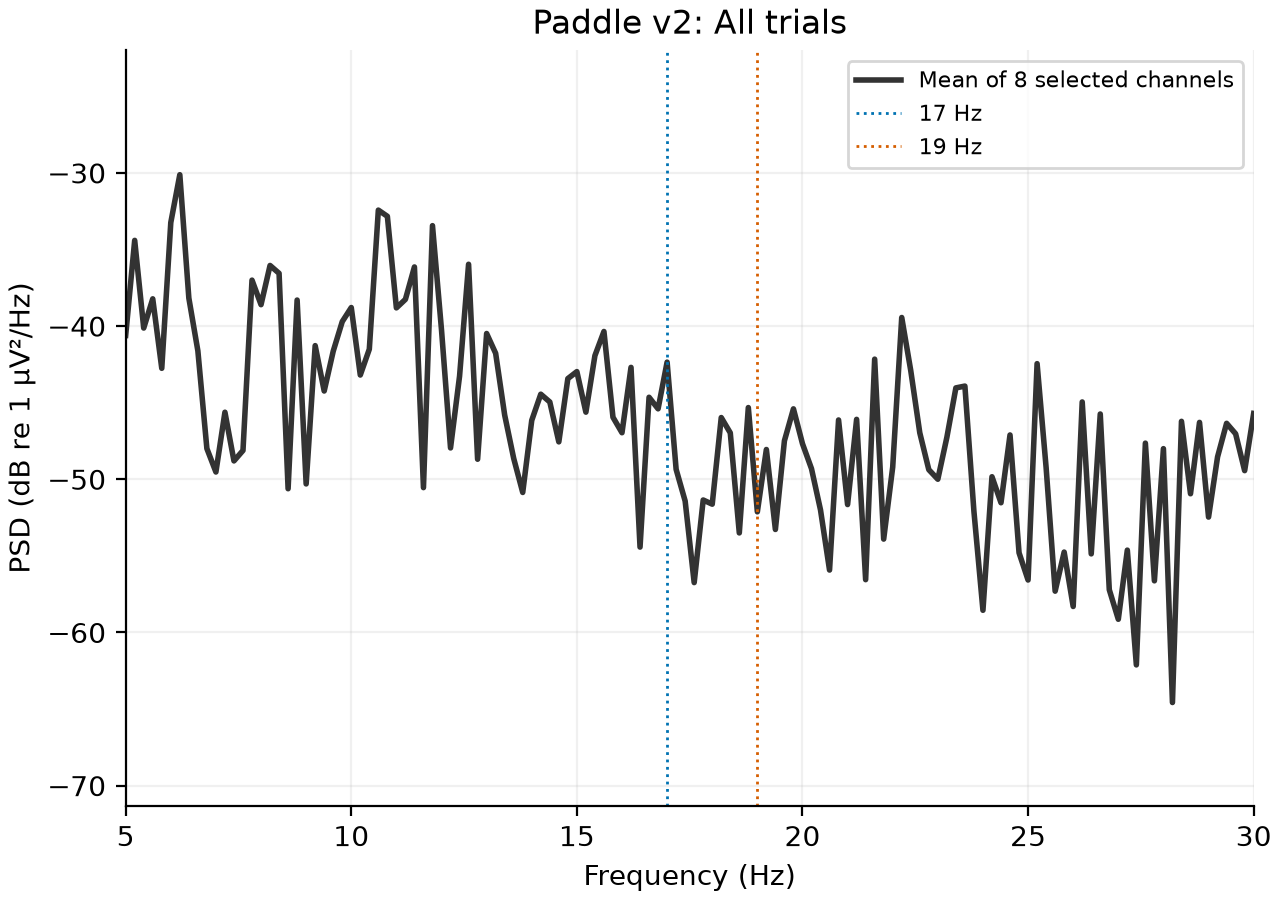 Paddle v2: All trials
Mean of 8 selected channels
17 Hz
19 Hz
PSD (dB re 1 µV²/Hz)
−30
−40
−50
−60
−70
5
10
15
20
25
30
Frequency (Hz)